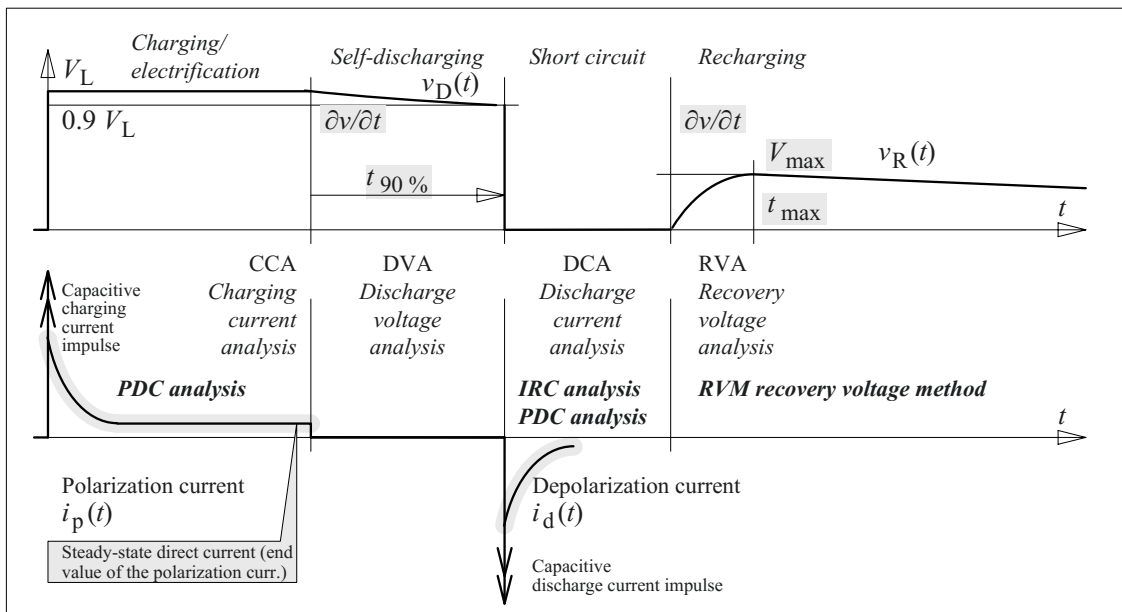 Charging/
electrification
Self-discharging
Short circuit
Recharging
V_L
v_D(t)
0.9 V_L
∂v/∂t
∂v/∂t
V_max
v_R(t)
t_90 %
t_max
t
CCA
Charging
current
analysis
DVA
Discharge
voltage
analysis
DCA
Discharge
current
analysis
RVA
Recovery
voltage
analysis
Capacitive
charging
current
impulse
PDC analysis
IRC analysis
PDC analysis
RVM recovery voltage method
t
Polarization current
i_p(t)
Steady-state direct current (end
value of the polarization curr.)
Depolarization current
i_d(t)
Capacitive
discharge current impulse